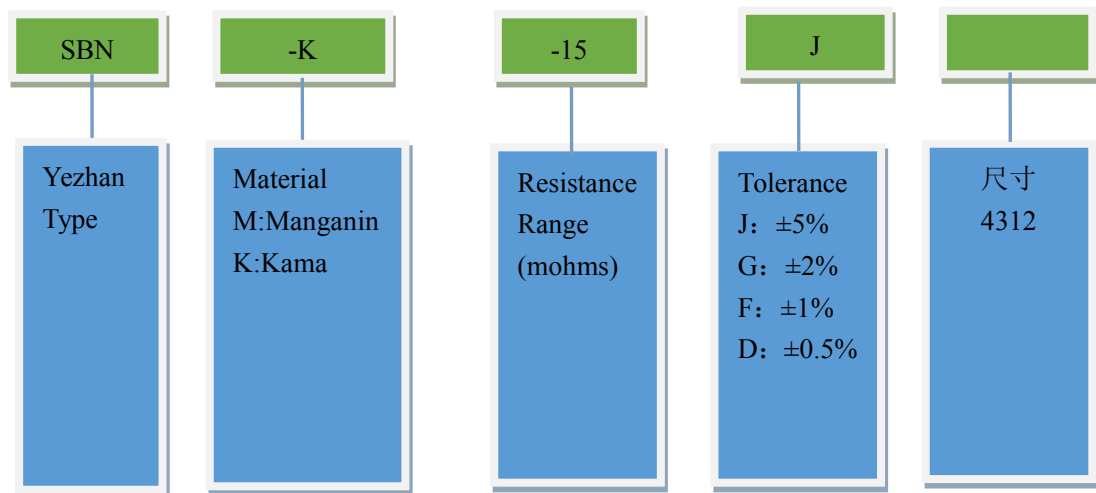 SBN
-K
-15
J
Yezhan
Type
Material
M:Manganin
K:Kama
Resistance
Range
(mohms)
Tolerance
J：±5%
G：±2%
F：±1%
D：±0.5%
尺寸
4312